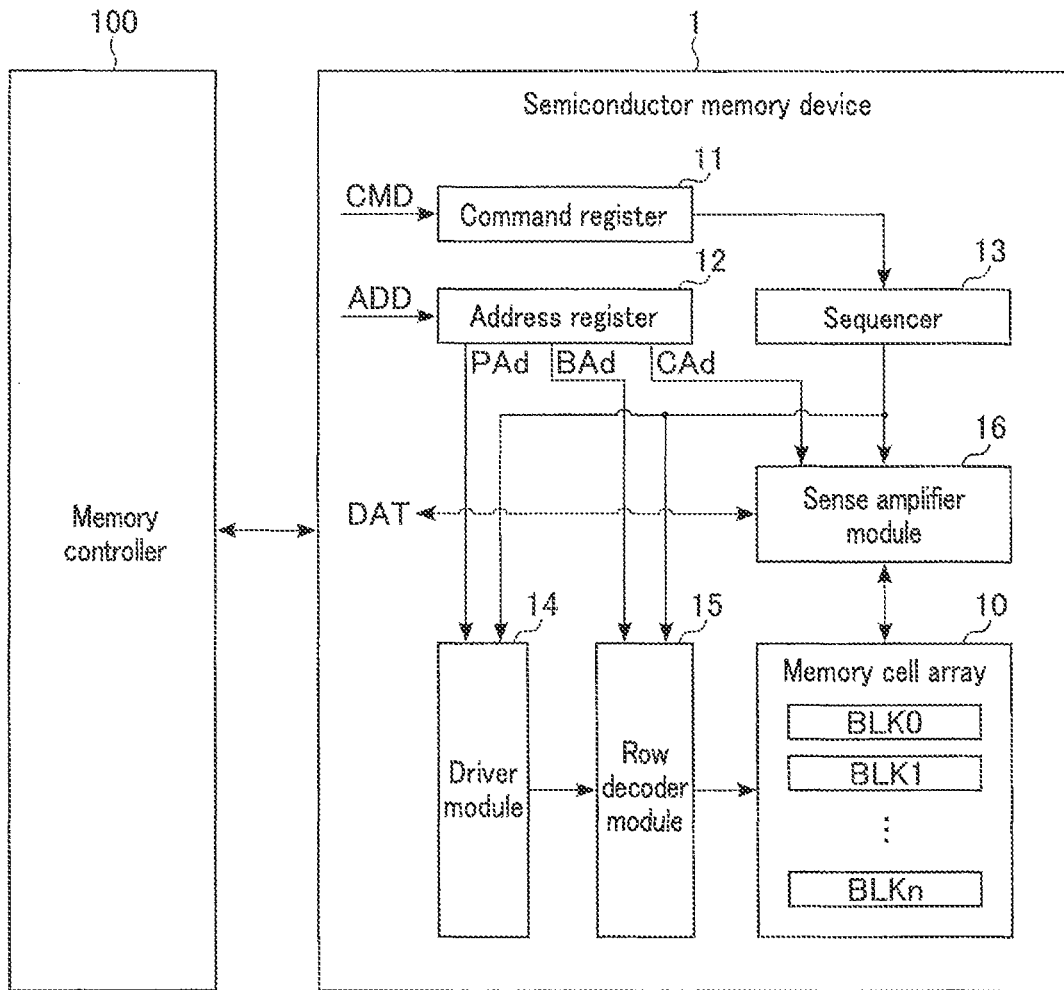 100
1
Semiconductor memory device
11
CMD
Command register
12
13
ADD
Address register
Sequencer
PAd
BAd
CAd
16
Memory
controller
DAT
Sense amplifier
module
14
15
10
Memory cell array
BLK0
BLK1
Driver
module
Row
decoder
module
⋮
BLKn